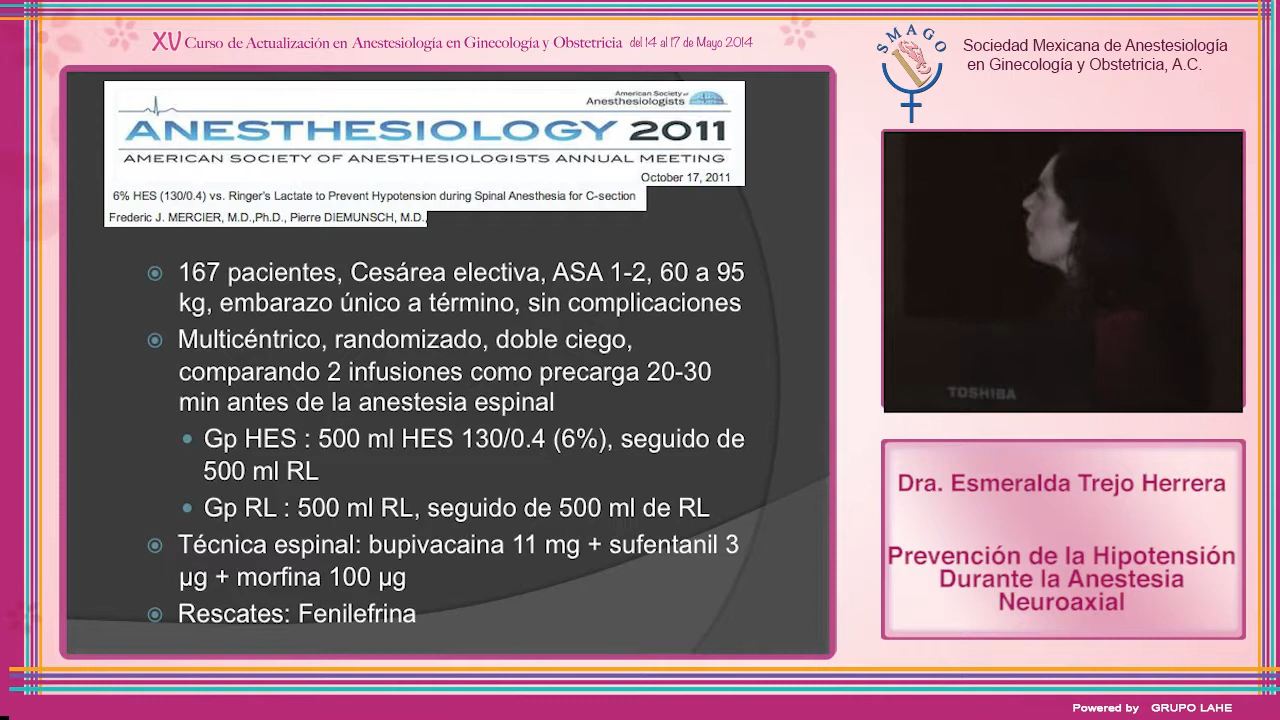 XV Curso de Actualización en Anestesiología en Ginecología y Obstetricia del 14 al 17 de Mayo 2014
SMAGO
Sociedad Mexicana de Anestesiología
en Ginecología y Obstetricia, A.C.
American Society of
Anesthesiologists
ANESTHESIOLOGY 2011
AMERICAN SOCIETY OF ANESTHESIOLOGISTS ANNUAL MEETING
October 17, 2011
6% HES (130/0.4) vs. Ringer's Lactate to Prevent Hypotension during Spinal Anesthesia for C-section
Frederic J. MERCIER, M.D.,Ph.D., Pierre DIEMUNSCH, M.D.,
167 pacientes, Cesárea electiva, ASA 1-2, 60 a 95
kg, embarazo único a término, sin complicaciones
Multicéntrico, randomizado, doble ciego,
comparando 2 infusiones como precarga 20-30
min antes de la anestesia espinal
Gp HES : 500 ml HES 130/0.4 (6%), seguido de
500 ml RL
Gp RL : 500 ml RL, seguido de 500 ml de RL
Técnica espinal: bupivacaina 11 mg + sufentanil 3
µg + morfina 100 µg
Rescates: Fenilefrina
TOSHIBA
Dra. Esmeralda Trejo Herrera
Prevención de la Hipotensión
Durante la Anestesia
Neuroaxial
Powered by GRUPO LAHE